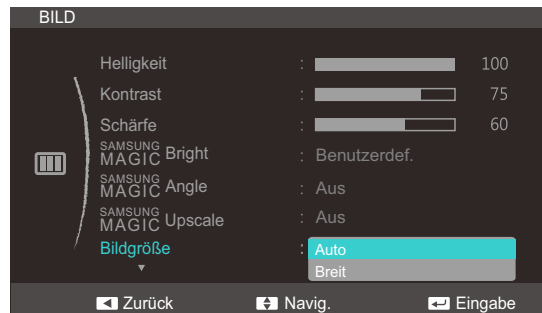 BILD
Helligkeit : 100
Kontrast : 75
Schärfe : 60
SAMSUNG MAGIC Bright : Benutzerdef.
SAMSUNG MAGIC Angle : Aus
SAMSUNG MAGIC Upscale : Aus
Bildgröße : Auto
Breit
Zurück Navig. Eingabe